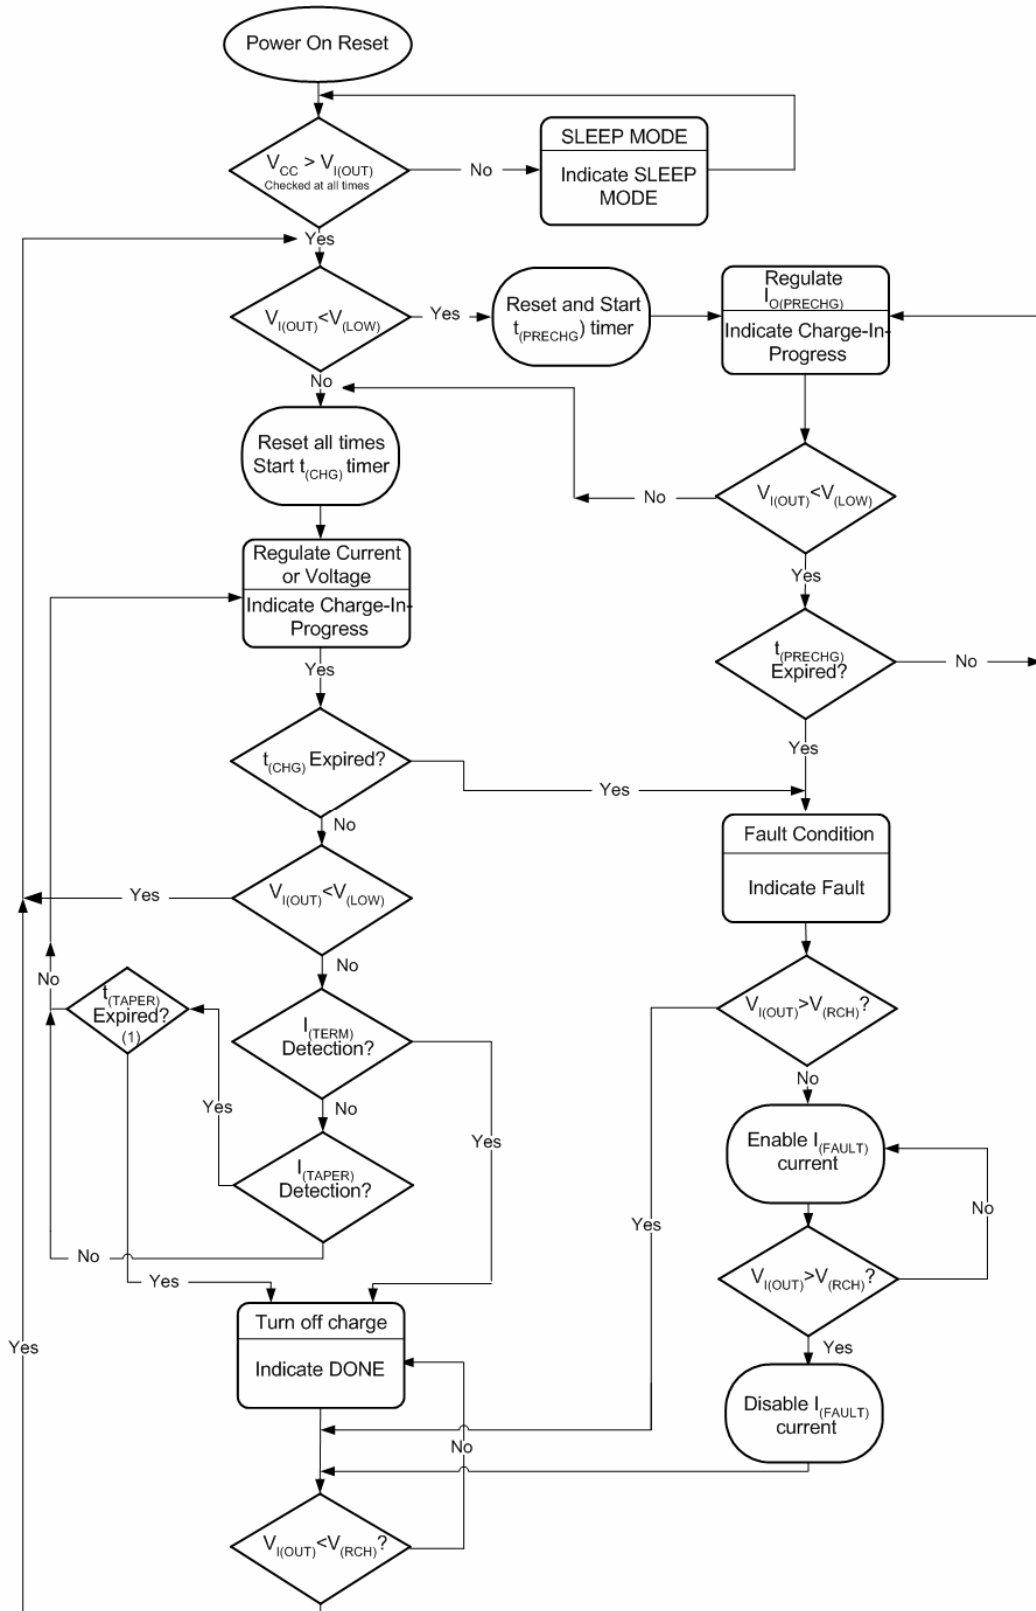 Power On Reset
V_CC > V_I(OUT)
Checked at all times
No
SLEEP MODE
Indicate SLEEP
MODE
Yes
V_I(OUT)<V_(LOW)
Yes
Reset and Start
t_(PRECHG)) timer
Regulate
I_O(PRECHG)
Indicate Charge-In-
Progress
No
Reset all times
Start t_(CHG) timer
No
V_I(OUT)<V_(LOW)
Regulate Current
or Voltage
Indicate Charge-In-
Progress
Yes
Yes
t_(PRECHG)
Expired?
No
Yes
t_(CHG) Expired?
Yes
No
Fault Condition
Indicate Fault
V_I(OUT)<V_(LOW)
Yes
No
No
t_(TAPER)
Expired?
(1)
I_(TERM)
Detection?
V_I(OUT)>V_(RCH)?
No
Yes
No
Yes
I_(TAPER)
Detection?
Enable I_(FAULT)
current
No
Yes
No
Yes
V_I(OUT)>V_(RCH)?
Yes
Turn off charge
Indicate DONE
Yes
Disable I_(FAULT)
current
No
V_I(OUT)<V_(RCH)?